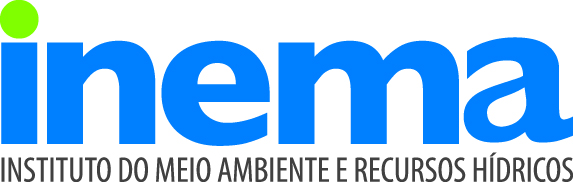 inema
INSTITUTO DO MEIO AMBIENTE E RECURSOS HÍDRICOS